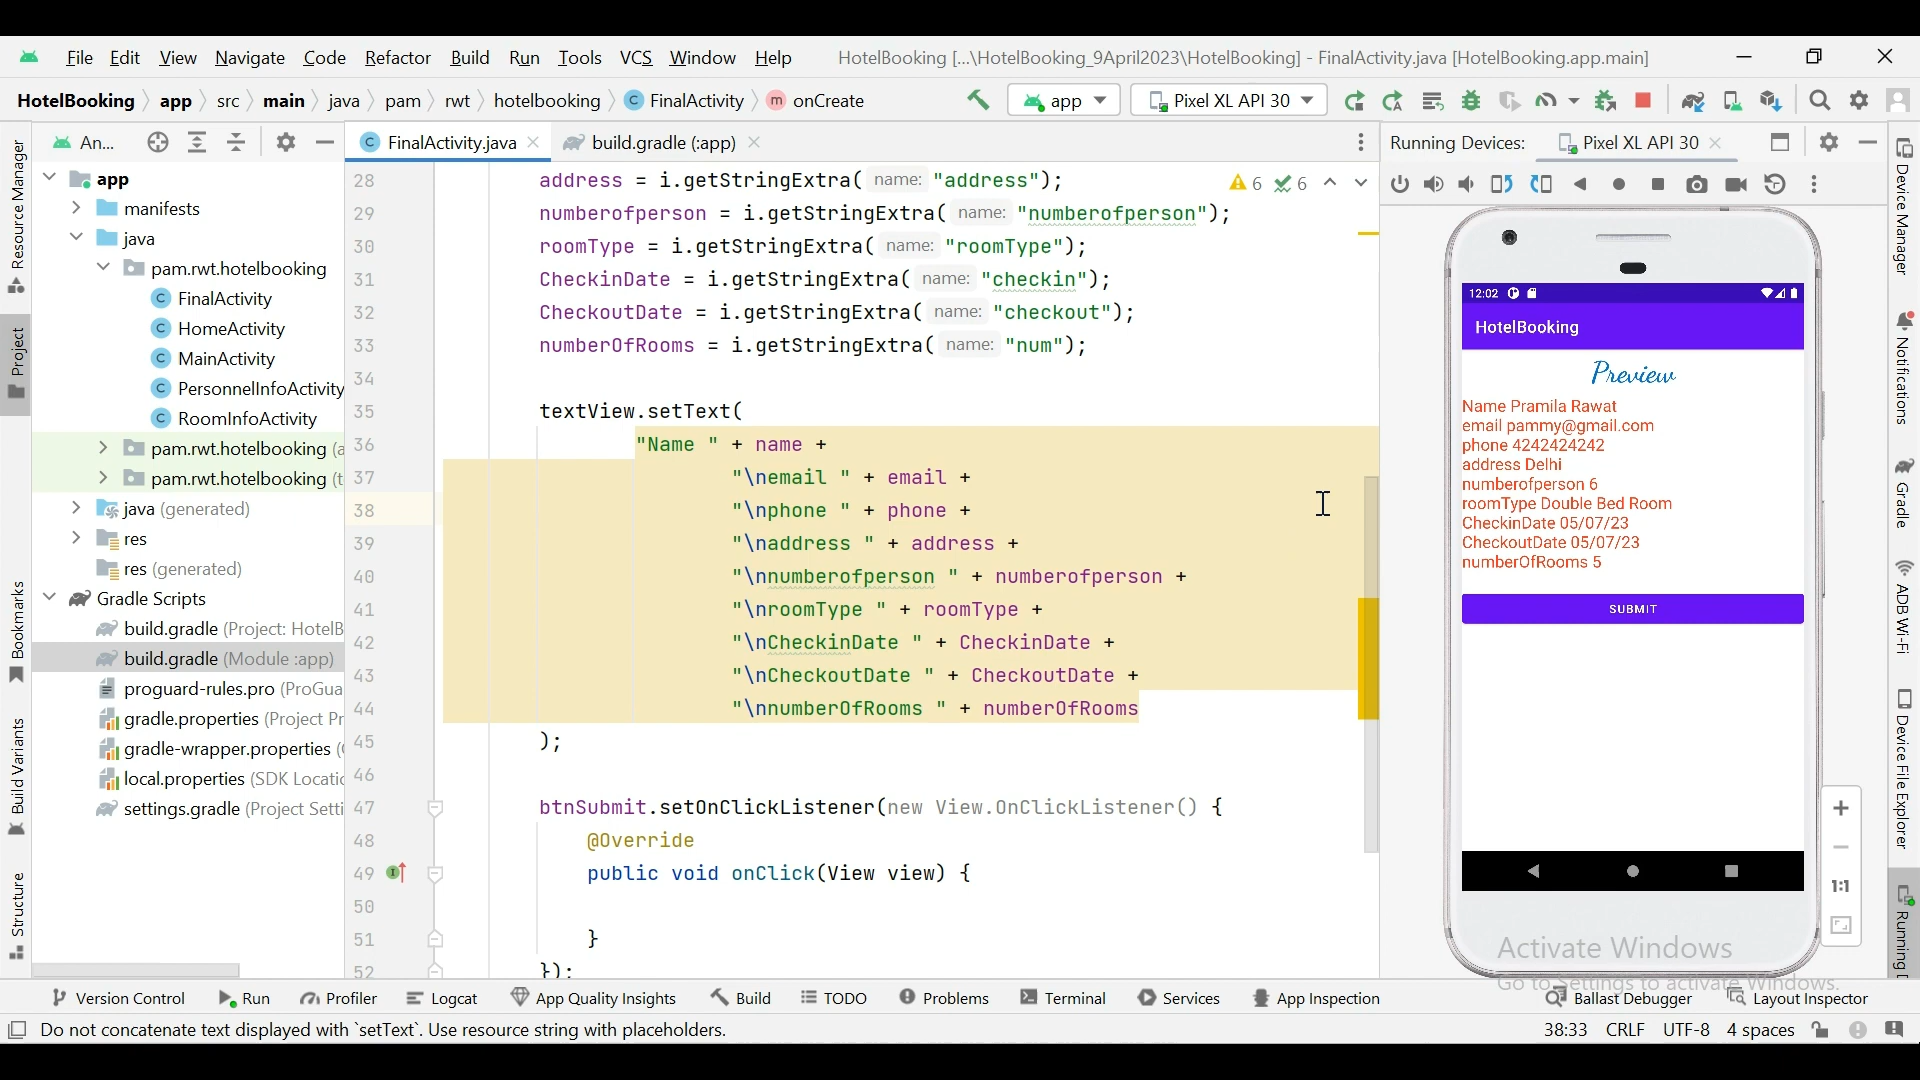 File Edit View Navigate Code Refactor Build Run Tools VCS Window Help HotelBooking [...\HotelBooking_9April2023\HotelBooking] - FinalActivity.java [HotelBooking.app.main]
HotelBooking app src main java pam rwt hotelbooking FinalActivity onCreate app Pixel XL API 30
An... FinalActivity.java build.gradle (:app) Running Devices: Pixel XL API 30
Resource Manager
Project
Bookmarks
Build Variants
Structure
app
manifests
java
pam.rwt.hotelbooking
FinalActivity
HomeActivity
MainActivity
PersonnelInfoActivity
RoomInfoActivity
pam.rwt.hotelbooking (a
pam.rwt.hotelbooking (t
java (generated)
res
res (generated)
Gradle Scripts
build.gradle (Project: HotelB
build.gradle (Module :app)
proguard-rules.pro (ProGua
gradle.properties (Project Pr
gradle-wrapper.properties (
local.properties (SDK Locatio
settings.gradle (Project Setti
6 6
28 address = i.getStringExtra( name: "address");
29 numberofperson = i.getStringExtra( name: "numberofperson");
30 roomType = i.getStringExtra( name: "roomType");
31 CheckinDate = i.getStringExtra( name: "checkin");
32 CheckoutDate = i.getStringExtra( name: "checkout");
33 numberOfRooms = i.getStringExtra( name: "num");
34
35 textView.setText(
36 "Name " + name +
37 "\nemail " + email +
38 "\nphone " + phone +
39 "\naddress " + address +
40 "\nnumberofperson " + numberofperson +
41 "\nroomType " + roomType +
42 "\nCheckinDate " + CheckinDate +
43 "\nCheckoutDate " + CheckoutDate +
44 "\nnumberOfRooms " + numberOfRooms
45 );
46
47 btnSubmit.setOnClickListener(new View.OnClickListener() {
48 @Override
49 public void onClick(View view) {
50
51 }
52 });
12:02
HotelBooking
Preview
Name Pramila Rawat
email pammy@gmail.com
phone 4242424242
address Delhi
numberofperson 6
roomType Double Bed Room
CheckinDate 05/07/23
CheckoutDate 05/07/23
numberOfRooms 5
SUBMIT
1:1
Activate Windows
Go to Settings to activate Windows.
Device Manager
Notifications
Gradle
ADB Wi-Fi
Device File Explorer
Running
Version Control Run Profiler Logcat App Quality Insights Build TODO Problems Terminal Services App Inspection Ballast Debugger Layout Inspector
Do not concatenate text displayed with `setText`. Use resource string with placeholders. 38:33 CRLF UTF-8 4 spaces